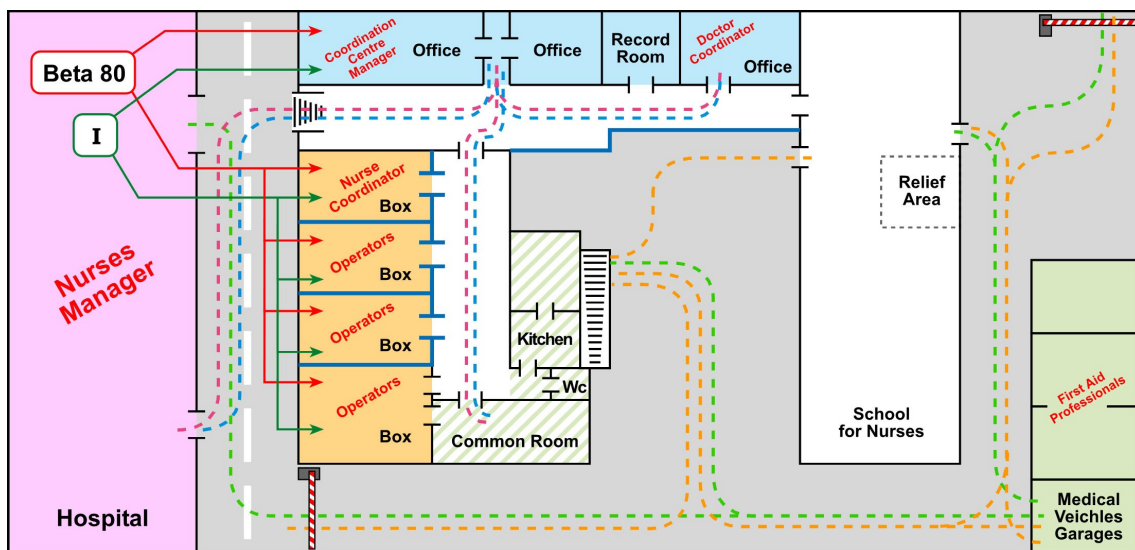 Beta 80
I
Nurses
Manager
Hospital
Coordination
Centre
Manager
Office
Office
Record
Room
Doctor
Coordinator
Office
Nurse
Coordinator
Box
Operators
Box
Operators
Box
Operators
Box
Kitchen
Wc
Common Room
Relief
Area
School
for Nurses
First Aid
Professionals
Medical
Veichles
Garages